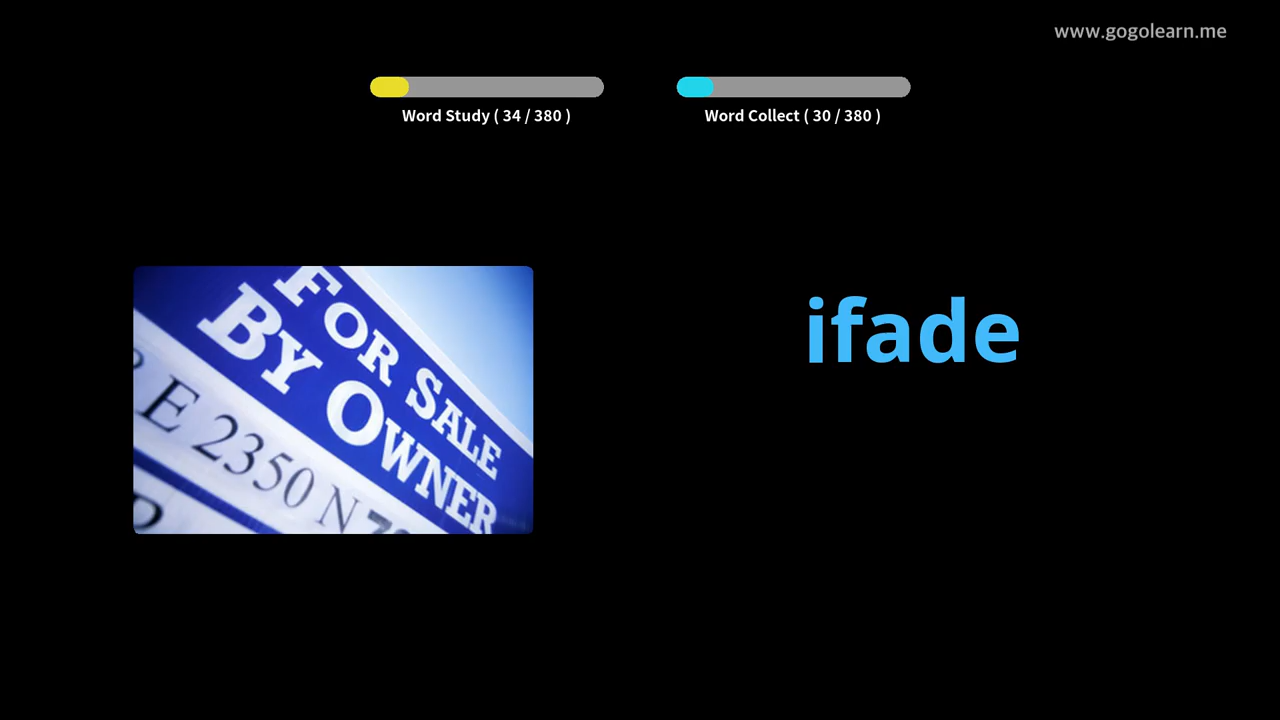 www.gogolearn.me
Word Study ( 34 / 380 )
Word Collect ( 30 / 380 )
FOR SALE
BY OWNER
E 2350 N
ifade